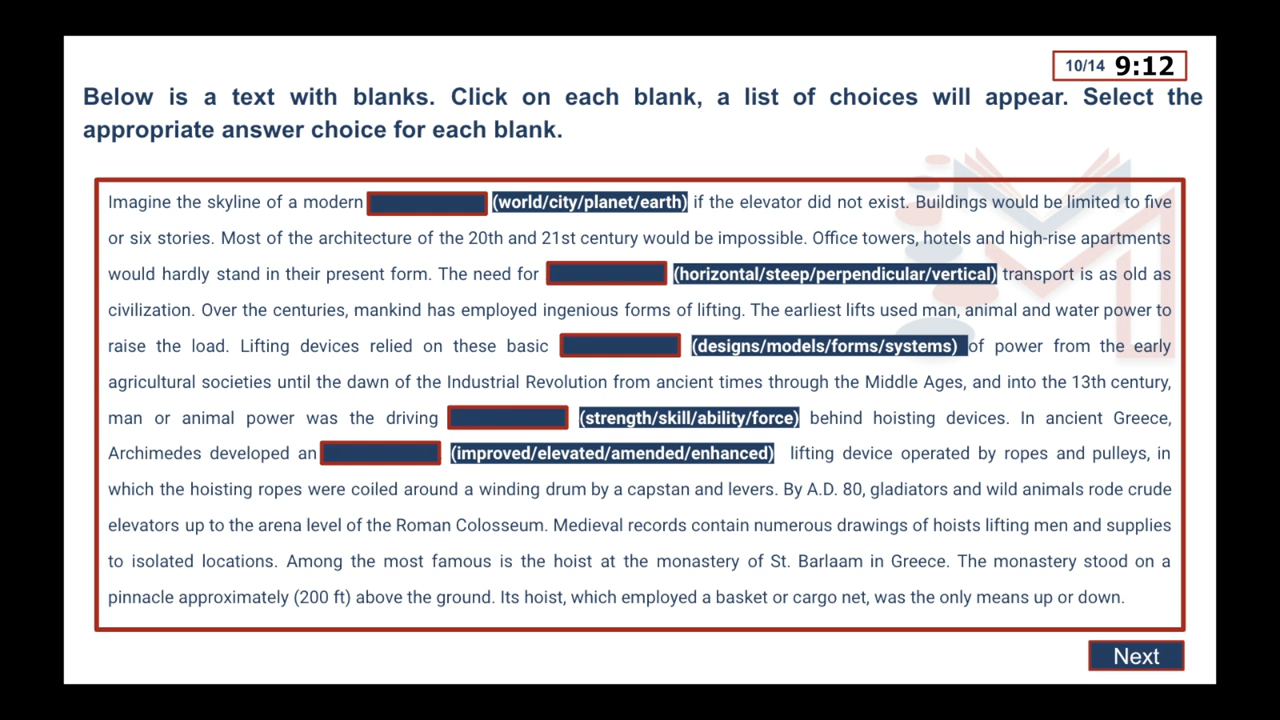 10/14 9:12
Below is a text with blanks. Click on each blank, a list of choices will appear. Select the
appropriate answer choice for each blank.
Imagine the skyline of a modern (world/city/planet/earth) if the elevator did not exist. Buildings would be limited to five
or six stories. Most of the architecture of the 20th and 21st century would be impossible. Office towers, hotels and high-rise apartments
would hardly stand in their present form. The need for (horizontal/steep/perpendicular/vertical) transport is as old as
civilization. Over the centuries, mankind has employed ingenious forms of lifting. The earliest lifts used man, animal and water power to
raise the load. Lifting devices relied on these basic (designs/models/forms/systems) of power from the early
agricultural societies until the dawn of the Industrial Revolution from ancient times through the Middle Ages, and into the 13th century,
man or animal power was the driving (strength/skill/ability/force) behind hoisting devices. In ancient Greece,
Archimedes developed an (improved/elevated/amended/enhanced) lifting device operated by ropes and pulleys, in
which the hoisting ropes were coiled around a winding drum by a capstan and levers. By A.D. 80, gladiators and wild animals rode crude
elevators up to the arena level of the Roman Colosseum. Medieval records contain numerous drawings of hoists lifting men and supplies
to isolated locations. Among the most famous is the hoist at the monastery of St. Barlaam in Greece. The monastery stood on a
pinnacle approximately (200 ft) above the ground. Its hoist, which employed a basket or cargo net, was the only means up or down.
Next